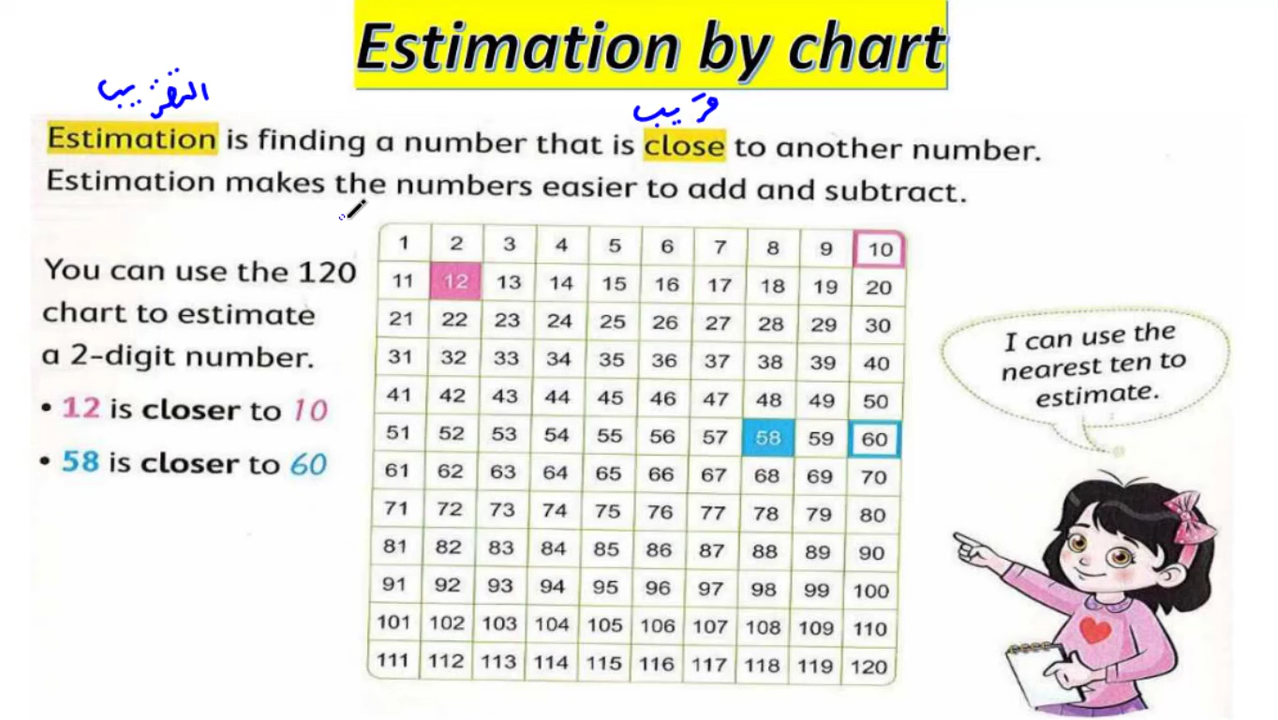 Estimation by chart
التقريب
قريب
Estimation is finding a number that is close to another number.
Estimation makes the numbers easier to add and subtract.
You can use the 120
chart to estimate
a 2-digit number.
• 12 is closer to 10
• 58 is closer to 60
1 2 3 4 5 6 7 8 9 10
11 12 13 14 15 16 17 18 19 20
21 22 23 24 25 26 27 28 29 30
31 32 33 34 35 36 37 38 39 40
41 42 43 44 45 46 47 48 49 50
51 52 53 54 55 56 57 58 59 60
61 62 63 64 65 66 67 68 69 70
71 72 73 74 75 76 77 78 79 80
81 82 83 84 85 86 87 88 89 90
91 92 93 94 95 96 97 98 99 100
101 102 103 104 105 106 107 108 109 110
111 112 113 114 115 116 117 118 119 120
I can use the
nearest ten to
estimate.